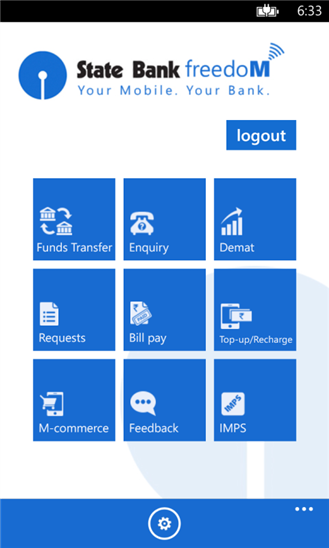 6:33
State Bank freedoM
Your Mobile. Your Bank.
logout
Funds Transfer
Enquiry
Demat
Requests
Bill pay
Top-up/Recharge
M-commerce
Feedback
IMPS
IMPS